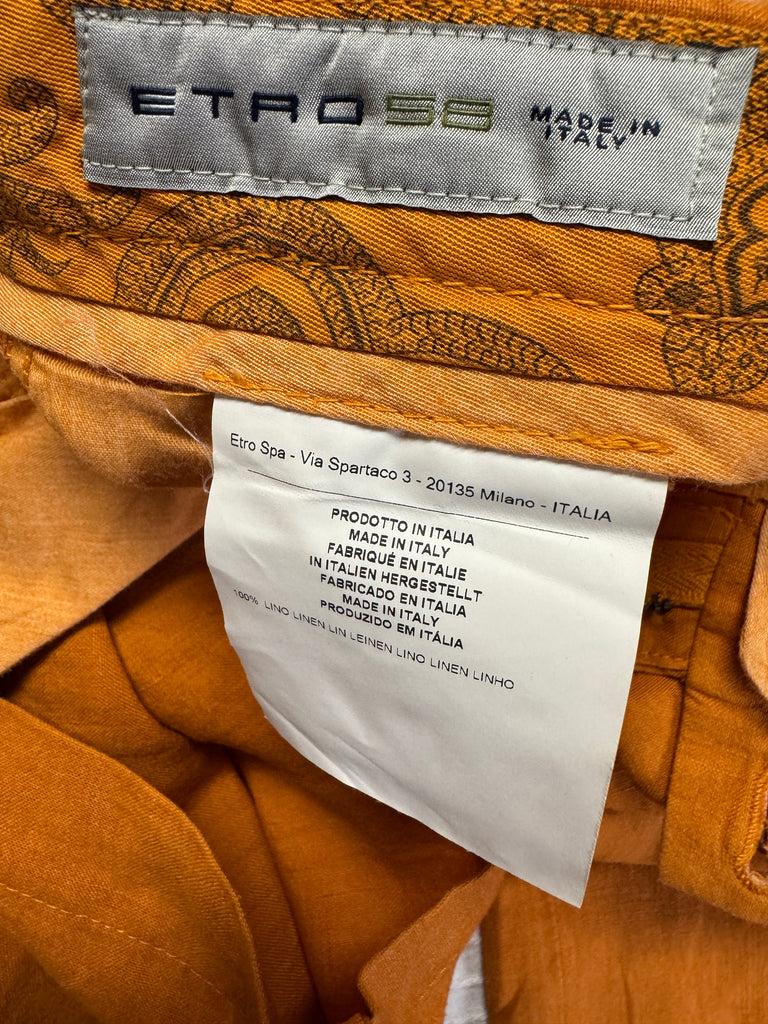 ETRO 58
MADE IN
ITALY
Etro Spa - Via Spartaco 3 - 20135 Milano - ITALIA
PRODOTTO IN ITALIA
MADE IN ITALY
FABRIQUÉ EN ITALIE
IN ITALIEN HERGESTELLT
FABRICADO EN ITALIA
MADE IN ITALY
PRODUZIDO EM ITÁLIA
100% LINO LINEN LIN LEINEN LINO LINEN LINHO